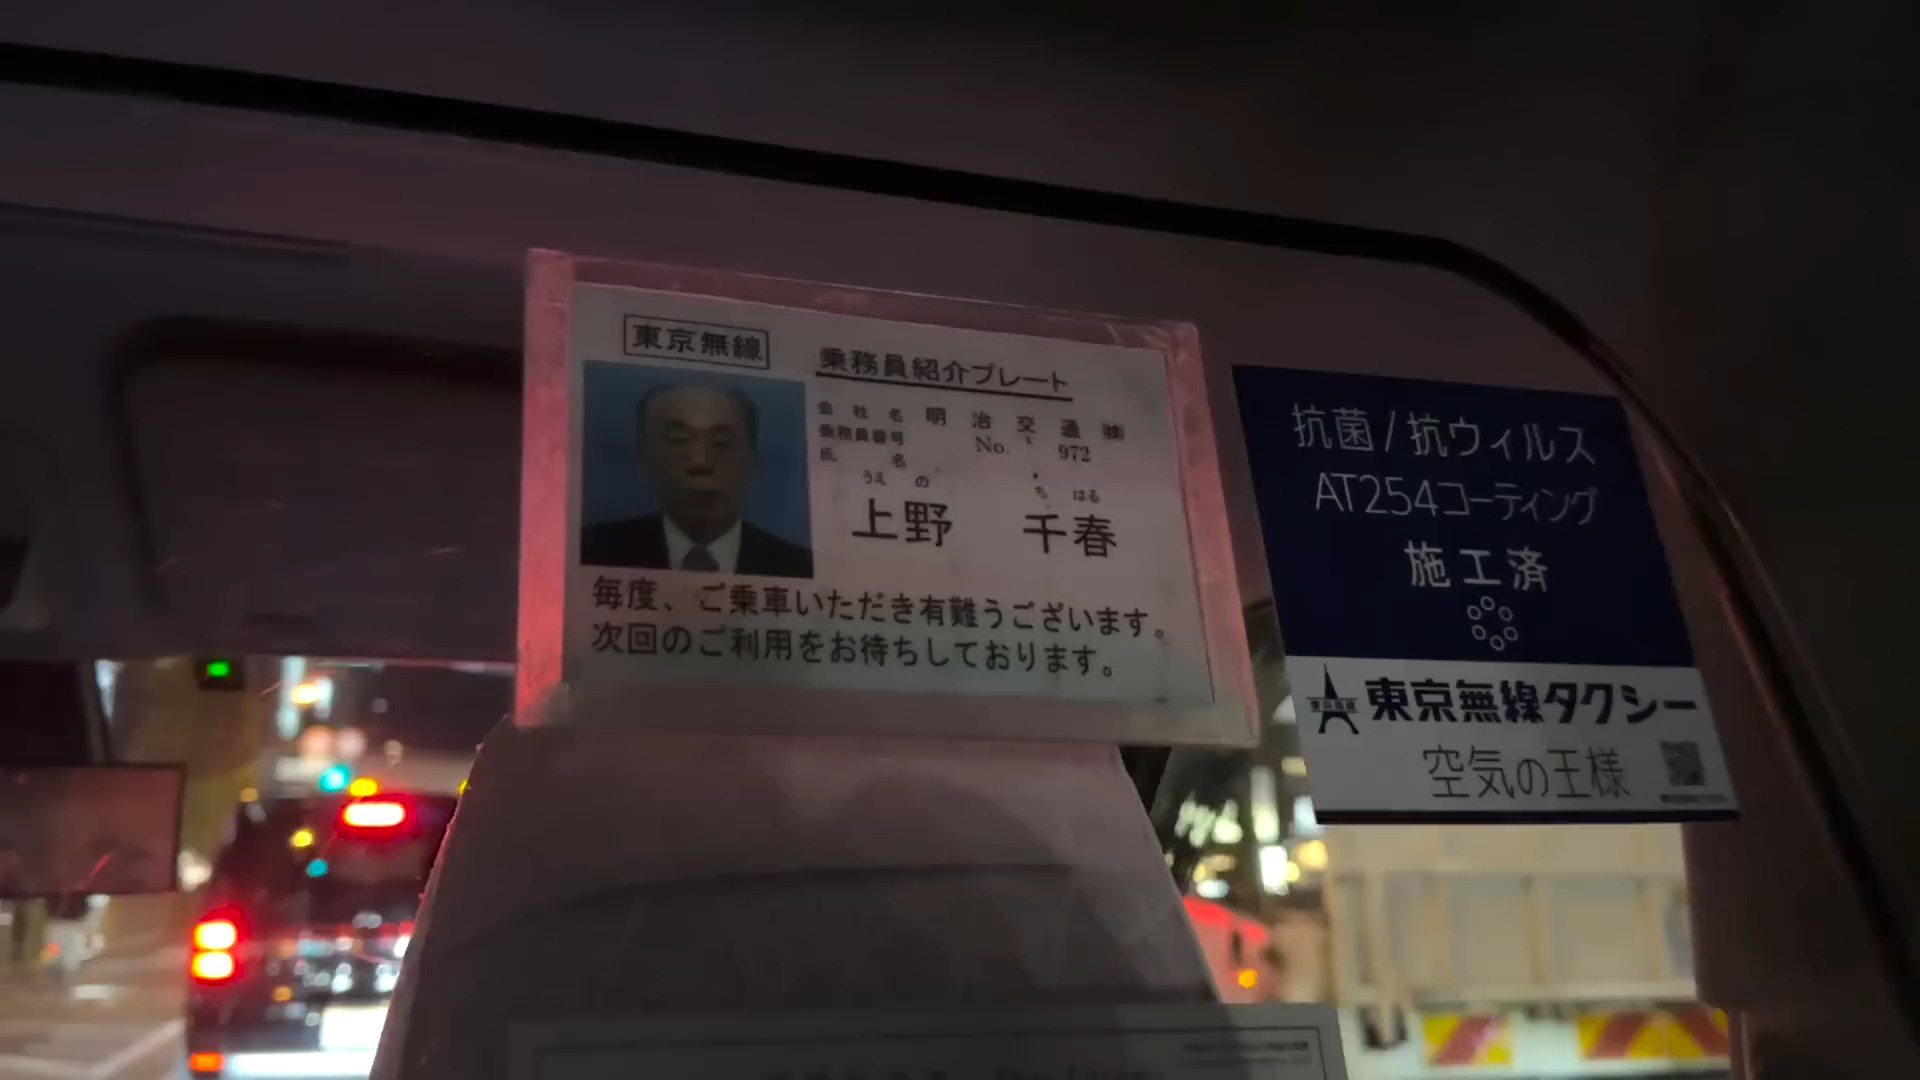 東京無線
乗務員紹介プレート
会社名 明治交通㈱
乗務員番号 No. 972
氏名
うえの ちはる
上野 千春
毎度、ご乗車いただき有難うございます。
次回のご利用をお待ちしております。
抗菌/抗ウィルス
AT254コーティング
施工済
東京無線タクシー
空気の王様